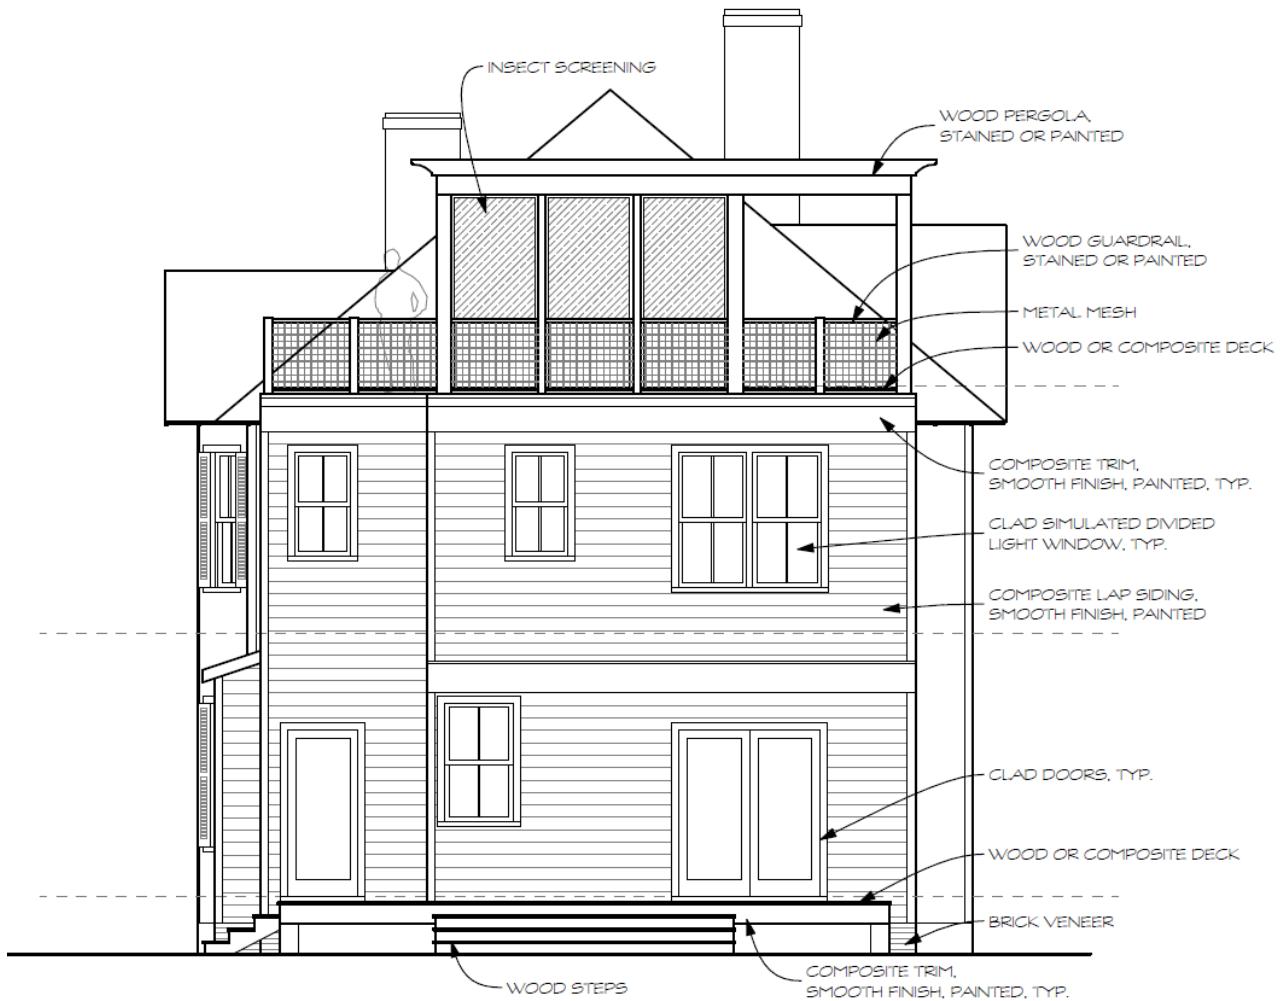 INSECT SCREENING
WOOD PERGOLA,
STAINED OR PAINTED
WOOD GUARDRAIL,
STAINED OR PAINTED
METAL MESH
WOOD OR COMPOSITE DECK
COMPOSITE TRIM,
SMOOTH FINISH, PAINTED, TYP.
CLAD SIMULATED DIVIDED
LIGHT WINDOW, TYP.
COMPOSITE LAP SIDING,
SMOOTH FINISH, PAINTED
CLAD DOORS, TYP.
WOOD OR COMPOSITE DECK
BRICK VENEER
COMPOSITE TRIM,
SMOOTH FINISH, PAINTED, TYP.
WOOD STEPS